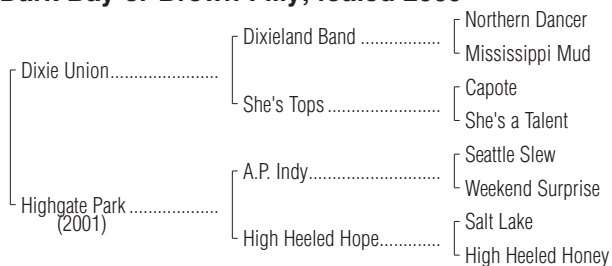 Dark Bay or Brown Filly; foaled
Northern Dancer
Dixieland Band ................
Mississippi Mud
Dixie Union......................
Capote
She's Tops .......................
She's a Talent
Seattle Slew
A.P. Indy...........................
Weekend Surprise
Highgate Park ..................
(2001)
Salt Lake
High Heeled Hope.............
High Heeled Honey